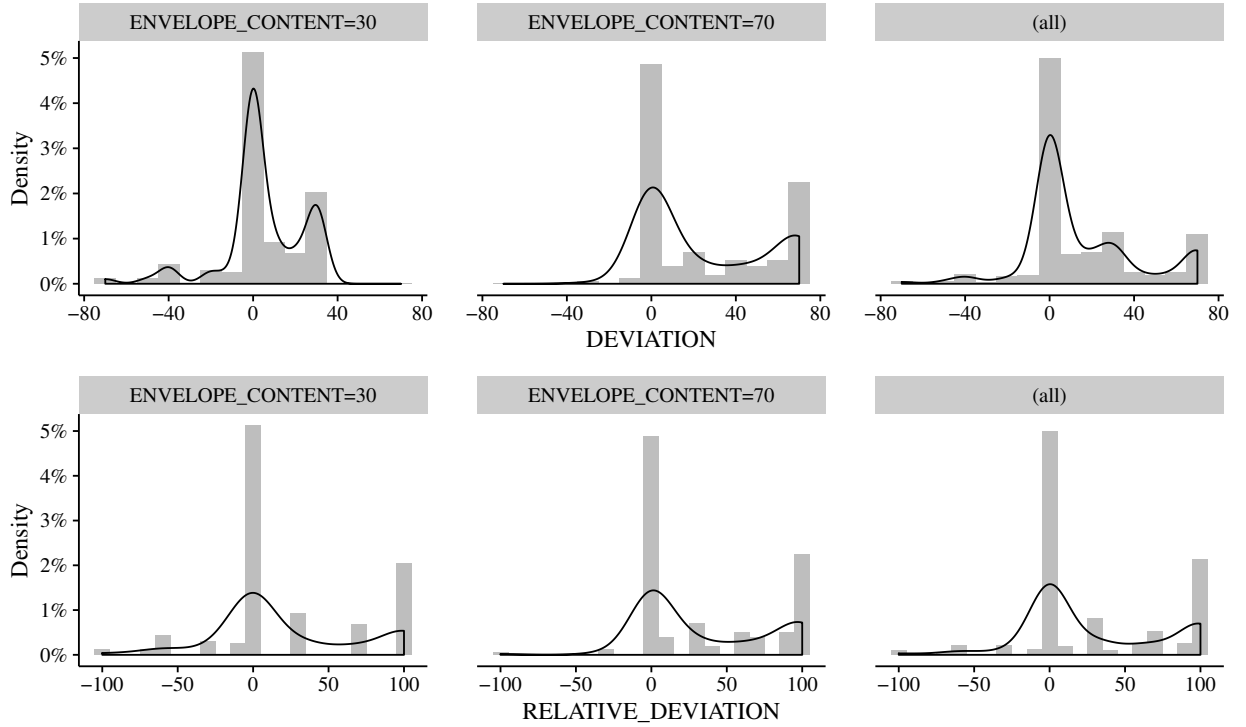 ENVELOPE_CONTENT=30 ENVELOPE_CONTENT=70 (all)
5%
4%
3%
2%
1%
0%
Density
−80 −40 0 40 80 −80 −40 0 40 80 −80 −40 0 40 80
DEVIATION
ENVELOPE_CONTENT=30 ENVELOPE_CONTENT=70 (all)
5%
4%
3%
2%
1%
0%
Density
−100 −50 0 50 100 −100 −50 0 50 100 −100 −50 0 50 100
RELATIVE_DEVIATION